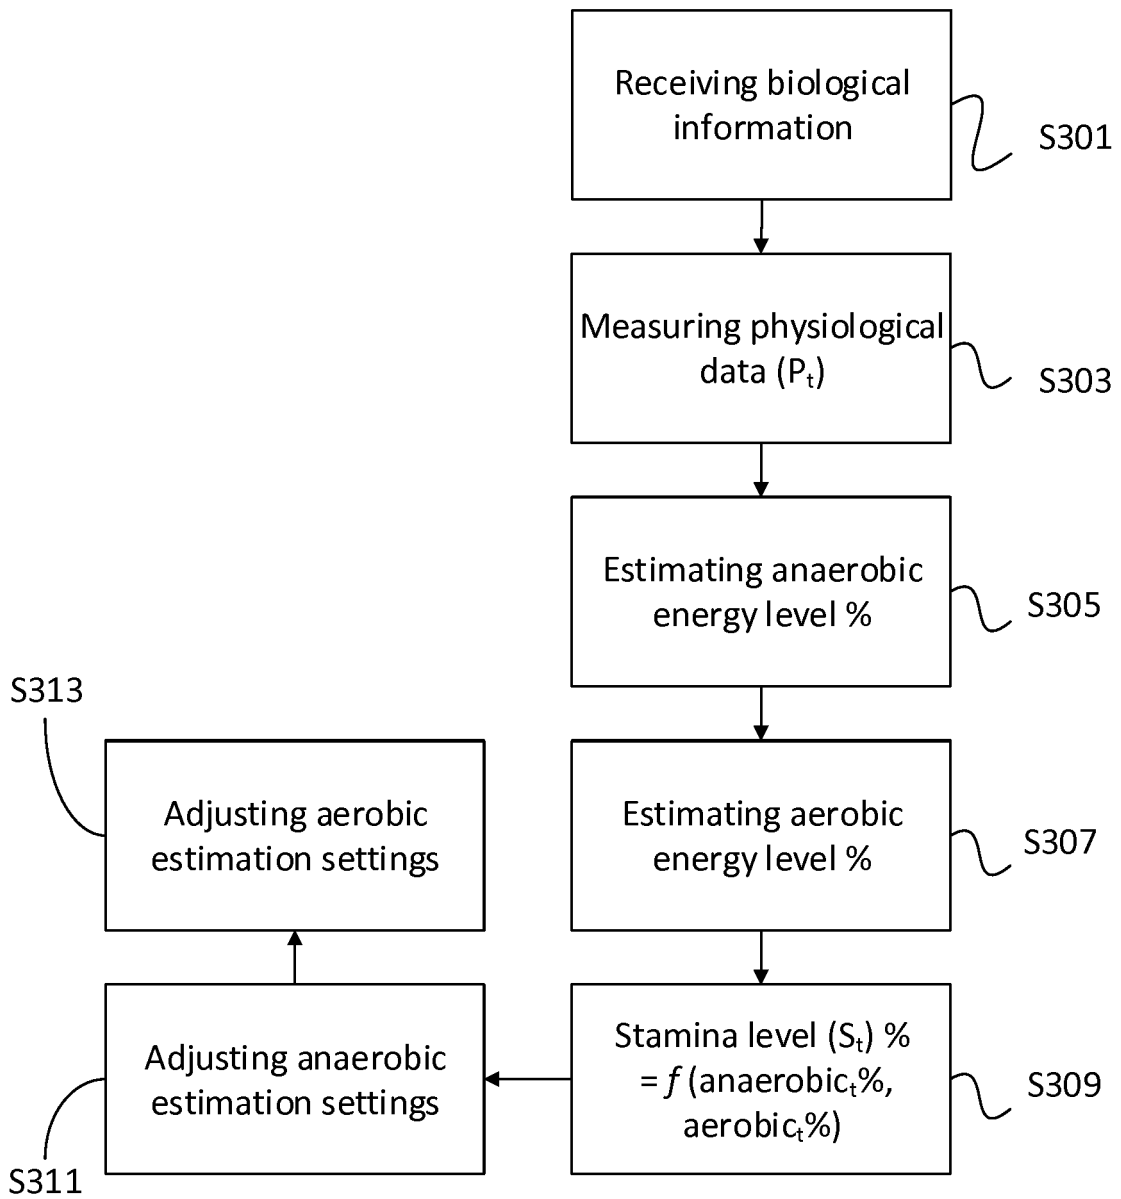 Receiving biological
information
S301
Measuring physiological
data (Pₜ)
S303
Estimating anaerobic
energy level %
S305
Estimating aerobic
energy level %
S307
Stamina level (Sₜ) %
= f (anaerobicₜ%,
aerobicₜ%)
S309
Adjusting anaerobic
estimation settings
S311
Adjusting aerobic
estimation settings
S313